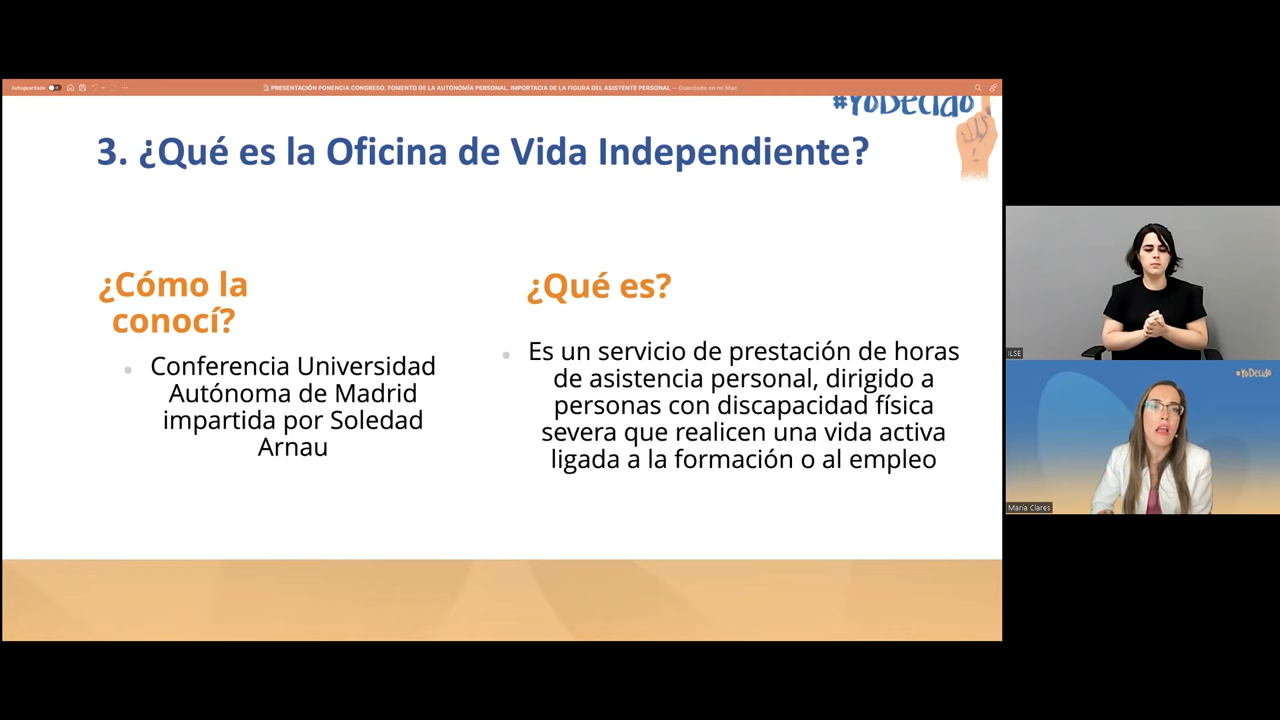 Autoguardado
PRESENTACIÓN PONENCIA CONGRESO. FOMENTO DE LA AUTONOMÍA PERSONAL. IMPORTACIA DE LA FIGURA DEL ASISTENTE PERSONAL — Guardado en mi Mac
#YoDecido
3. ¿Qué es la Oficina de Vida Independiente?
¿Cómo la
conocí?
Conferencia Universidad
Autónoma de Madrid
impartida por Soledad
Arnau
¿Qué es?
Es un servicio de prestación de horas
de asistencia personal, dirigido a
personas con discapacidad física
severa que realicen una vida activa
ligada a la formación o al empleo
ILSE
#YoDecido
María Clares